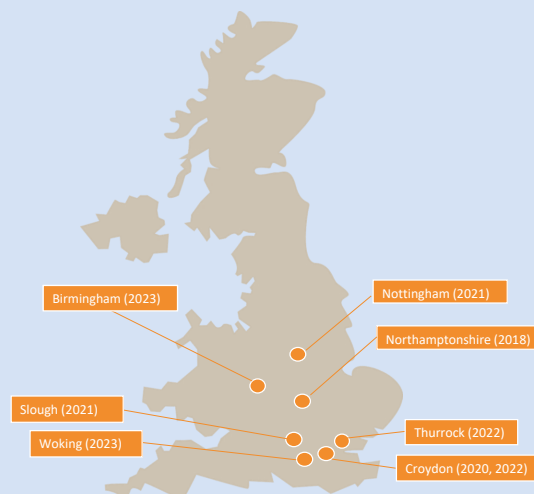 Birmingham (2023)
Nottingham (2021)
Northamptonshire (2018)
Slough (2021)
Woking (2023)
Thurrock (2022)
Croydon (2020, 2022)